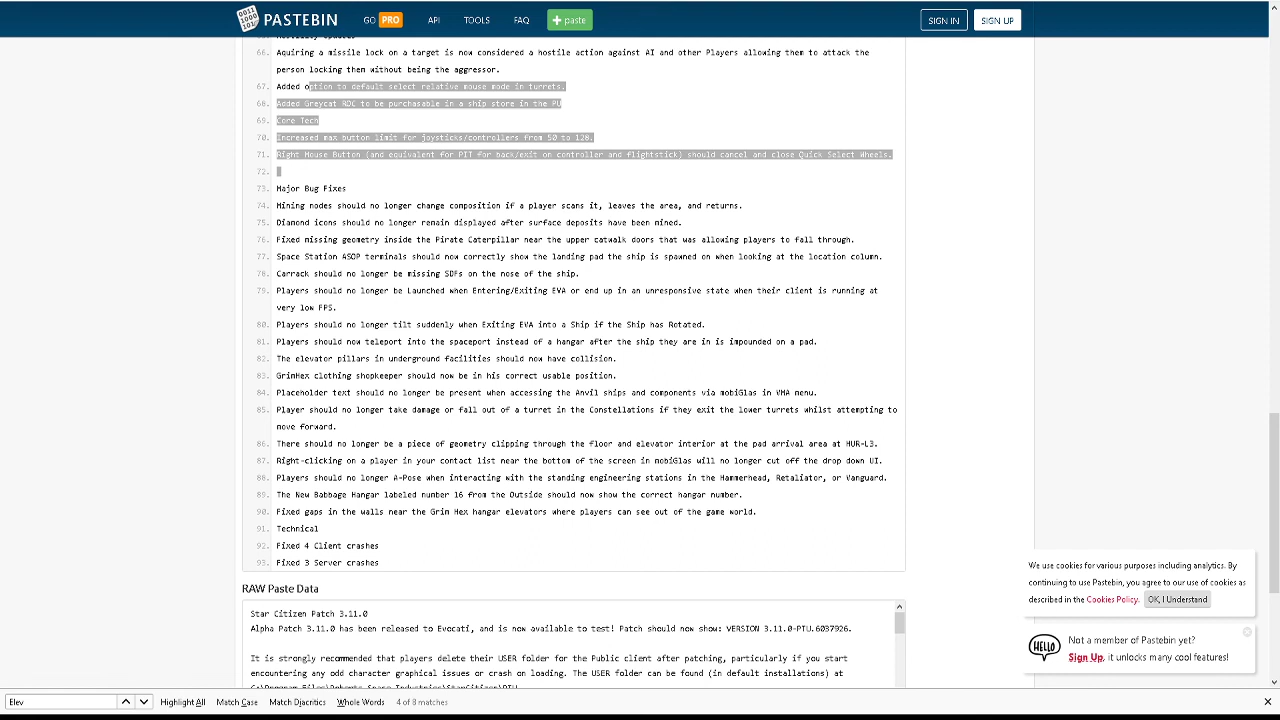 PASTEBIN GO PRO API TOOLS FAQ + paste SIGN IN SIGN UP
66. Aquiring a missile lock on a target is now considered a hostile action against AI and other Players allowing them to attack the
person locking them without being the aggressor.
67. Added option to default select relative mouse mode in turrets.
68. Added Greycat ROC to be purchasable in a ship store in the PU
69. Core Tech
70. Increased max button limit for joysticks/controllers from 50 to 128.
71. Right Mouse Button (and equivalent for PIT for back/exit on controller and flightstick) should cancel and close Quick Select Wheels.
72.
73. Major Bug Fixes
74. Mining nodes should no longer change composition if a player scans it, leaves the area, and returns.
75. Diamond icons should no longer remain displayed after surface deposits have been mined.
76. Fixed missing geometry inside the Pirate Caterpillar near the upper catwalk doors that was allowing players to fall through.
77. Space Station ASOP terminals should now correctly show the landing pad the ship is spawned on when looking at the location column.
78. Carrack should no longer be missing SDFs on the nose of the ship.
79. Players should no longer be Launched when Entering/Exiting EVA or end up in an unresponsive state when their client is running at
very low FPS.
80. Players should no longer tilt suddenly when Exiting EVA into a Ship if the Ship has Rotated.
81. Players should now teleport into the spaceport instead of a hangar after the ship they are in is impounded on a pad.
82. The elevator pillars in underground facilities should now have collision.
83. GrimHex clothing shopkeeper should now be in his correct usable position.
84. Placeholder text should no longer be present when accessing the Anvil ships and components via mobiGlas in VMA menu.
85. Player should no longer take damage or fall out of a turret in the Constellations if they exit the lower turrets whilst attempting to
move forward.
86. There should no longer be a piece of geometry clipping through the floor and elevator interior at the pad arrival area at HUR-L3.
87. Right-clicking on a player in your contact list near the bottom of the screen in mobiGlas will no longer cut off the drop down UI.
88. Players should no longer A-Pose when interacting with the standing engineering stations in the Hammerhead, Retaliator, or Vanguard.
89. The New Babbage Hangar labeled number 16 from the Outside should now show the correct hangar number.
90. Fixed gaps in the walls near the Grim Hex hangar elevators where players can see out of the game world.
91. Technical
92. Fixed 4 Client crashes
93. Fixed 3 Server crashes
RAW Paste Data
Star Citizen Patch 3.11.0
Alpha Patch 3.11.0 has been released to Evocati, and is now available to test! Patch should now show: VERSION 3.11.0-PTU.6037926.
It is strongly recommended that players delete their USER folder for the Public client after patching, particularly if you start
encountering any odd character graphical issues or crash on loading. The USER folder can be found (in default installations) at
We use cookies for various purposes including analytics. By
continuing to use Pastebin, you agree to our use of cookies as
described in the Cookies Policy. OK, I Understand
HELLO
Not a member of Pastebin yet?
Sign Up, it unlocks many cool features!
Elev Highlight All Match Case Match Diacritics Whole Words 4 of 8 matches